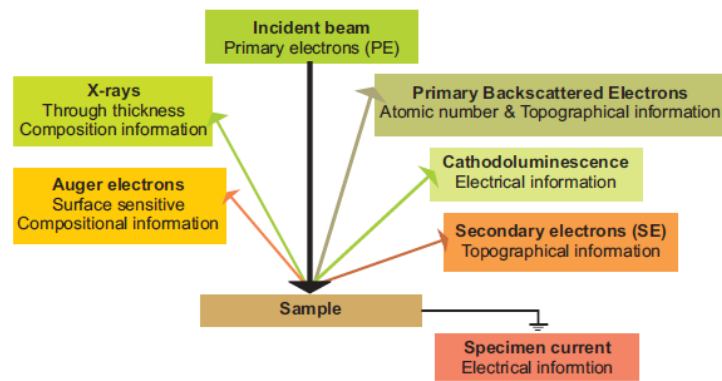 Incident beam
Primary electrons (PE)
X-rays
Through thickness
Composition information
Primary Backscattered Electrons
Atomic number & Topographical information
Auger electrons
Surface sensitive
Compositional information
Cathodoluminescence
Electrical information
Secondary electrons (SE)
Topographical information
Sample
Specimen current
Electrical informtion